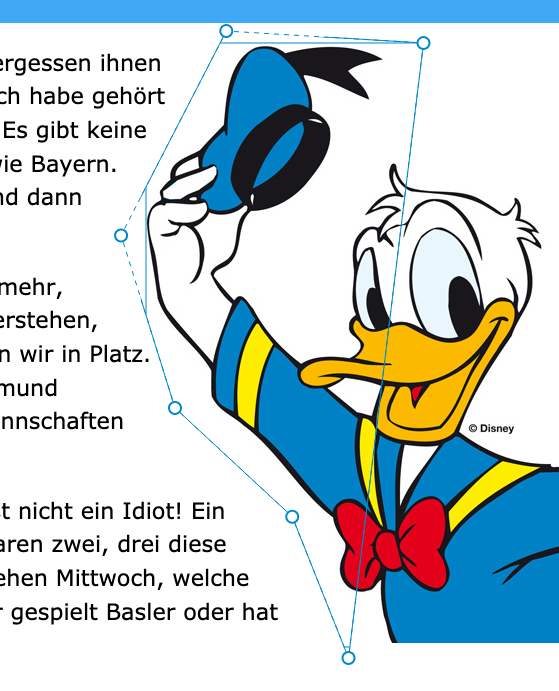 ergessen ihnen
ch habe gehört
Es gibt keine
vie Bayern.
nd dann
mehr,
erstehen,
n wir in Platz.
mund
nnschaften
© Disney
t nicht ein Idiot! Ein
aren zwei, drei diese
ehen Mittwoch, welche
r gespielt Basler oder hat